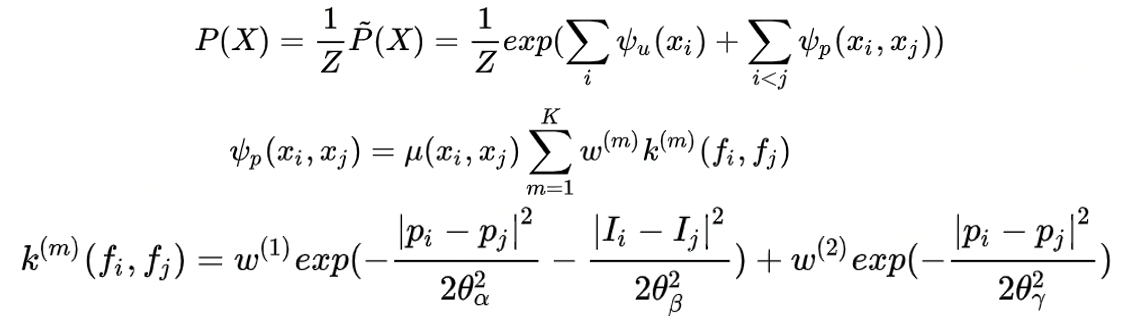 P(X) = \frac{1}{Z} \tilde{P}(X) = \frac{1}{Z} exp(\sum_{i} \psi_u(x_i) + \sum_{i<j} \psi_p(x_i, x_j))
\psi_p(x_i, x_j) = \mu(x_i, x_j) \sum_{m=1}^{K} w^{(m)} k^{(m)}(f_i, f_j)
k^{(m)}(f_i, f_j) = w^{(1)} exp(-\frac{|p_i - p_j|^2}{2\theta_\alpha^2} - \frac{|I_i - I_j|^2}{2\theta_\beta^2}) + w^{(2)} exp(-\frac{|p_i - p_j|^2}{2\theta_\gamma^2})